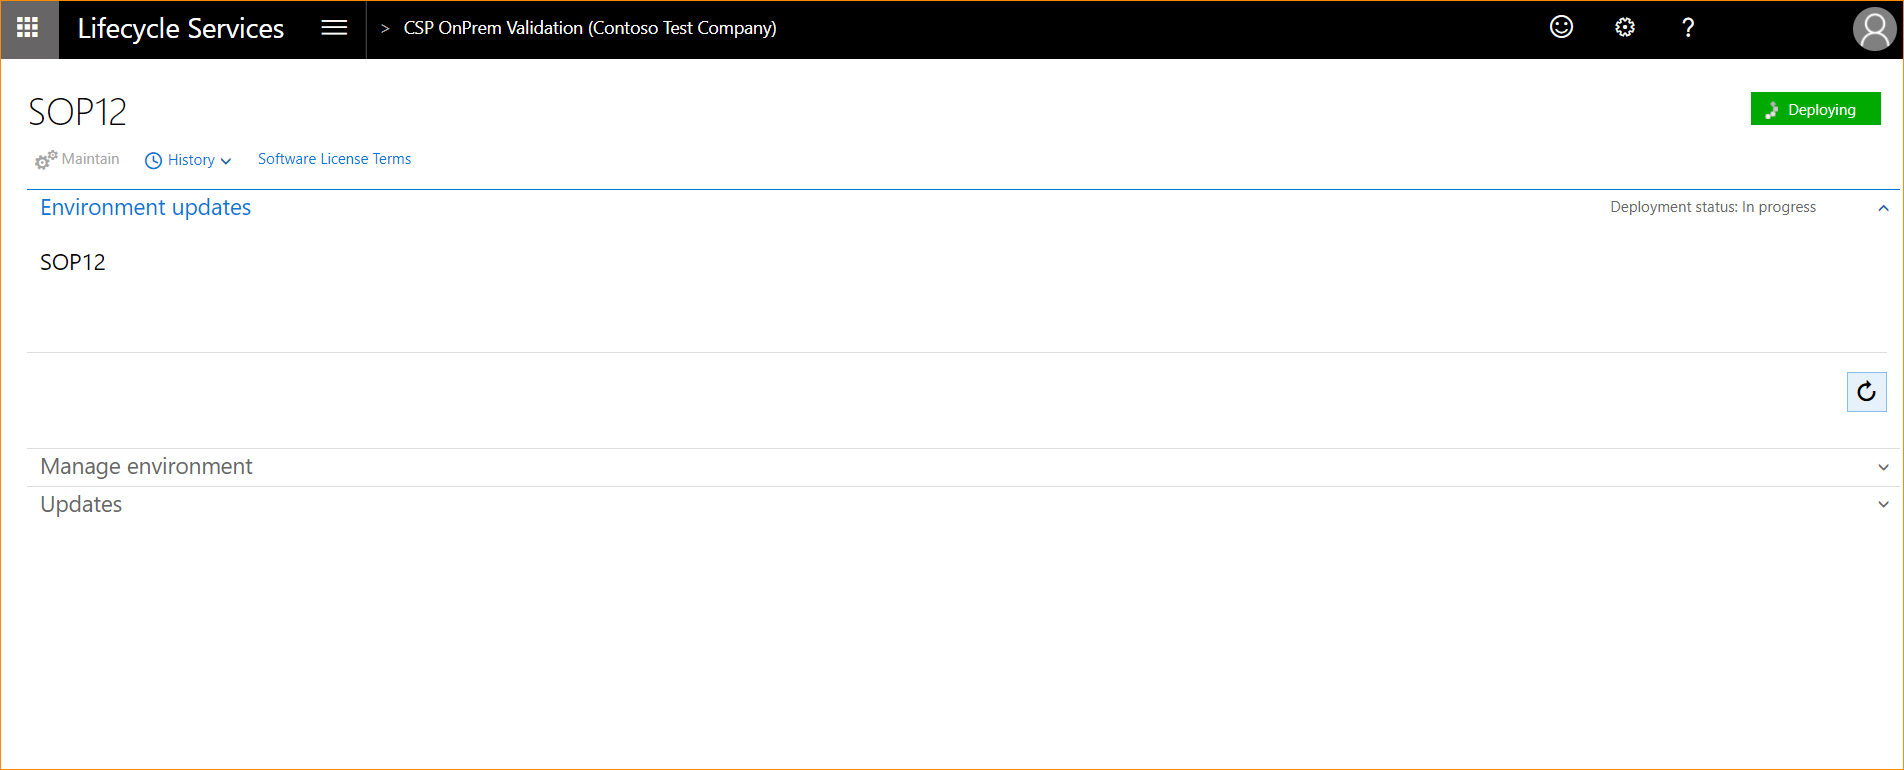 Lifecycle Services > CSP OnPrem Validation (Contoso Test Company) ?
SOP12
Deploying
Maintain History Software License Terms
Environment updates Deployment status: In progress
SOP12
Manage environment
Updates